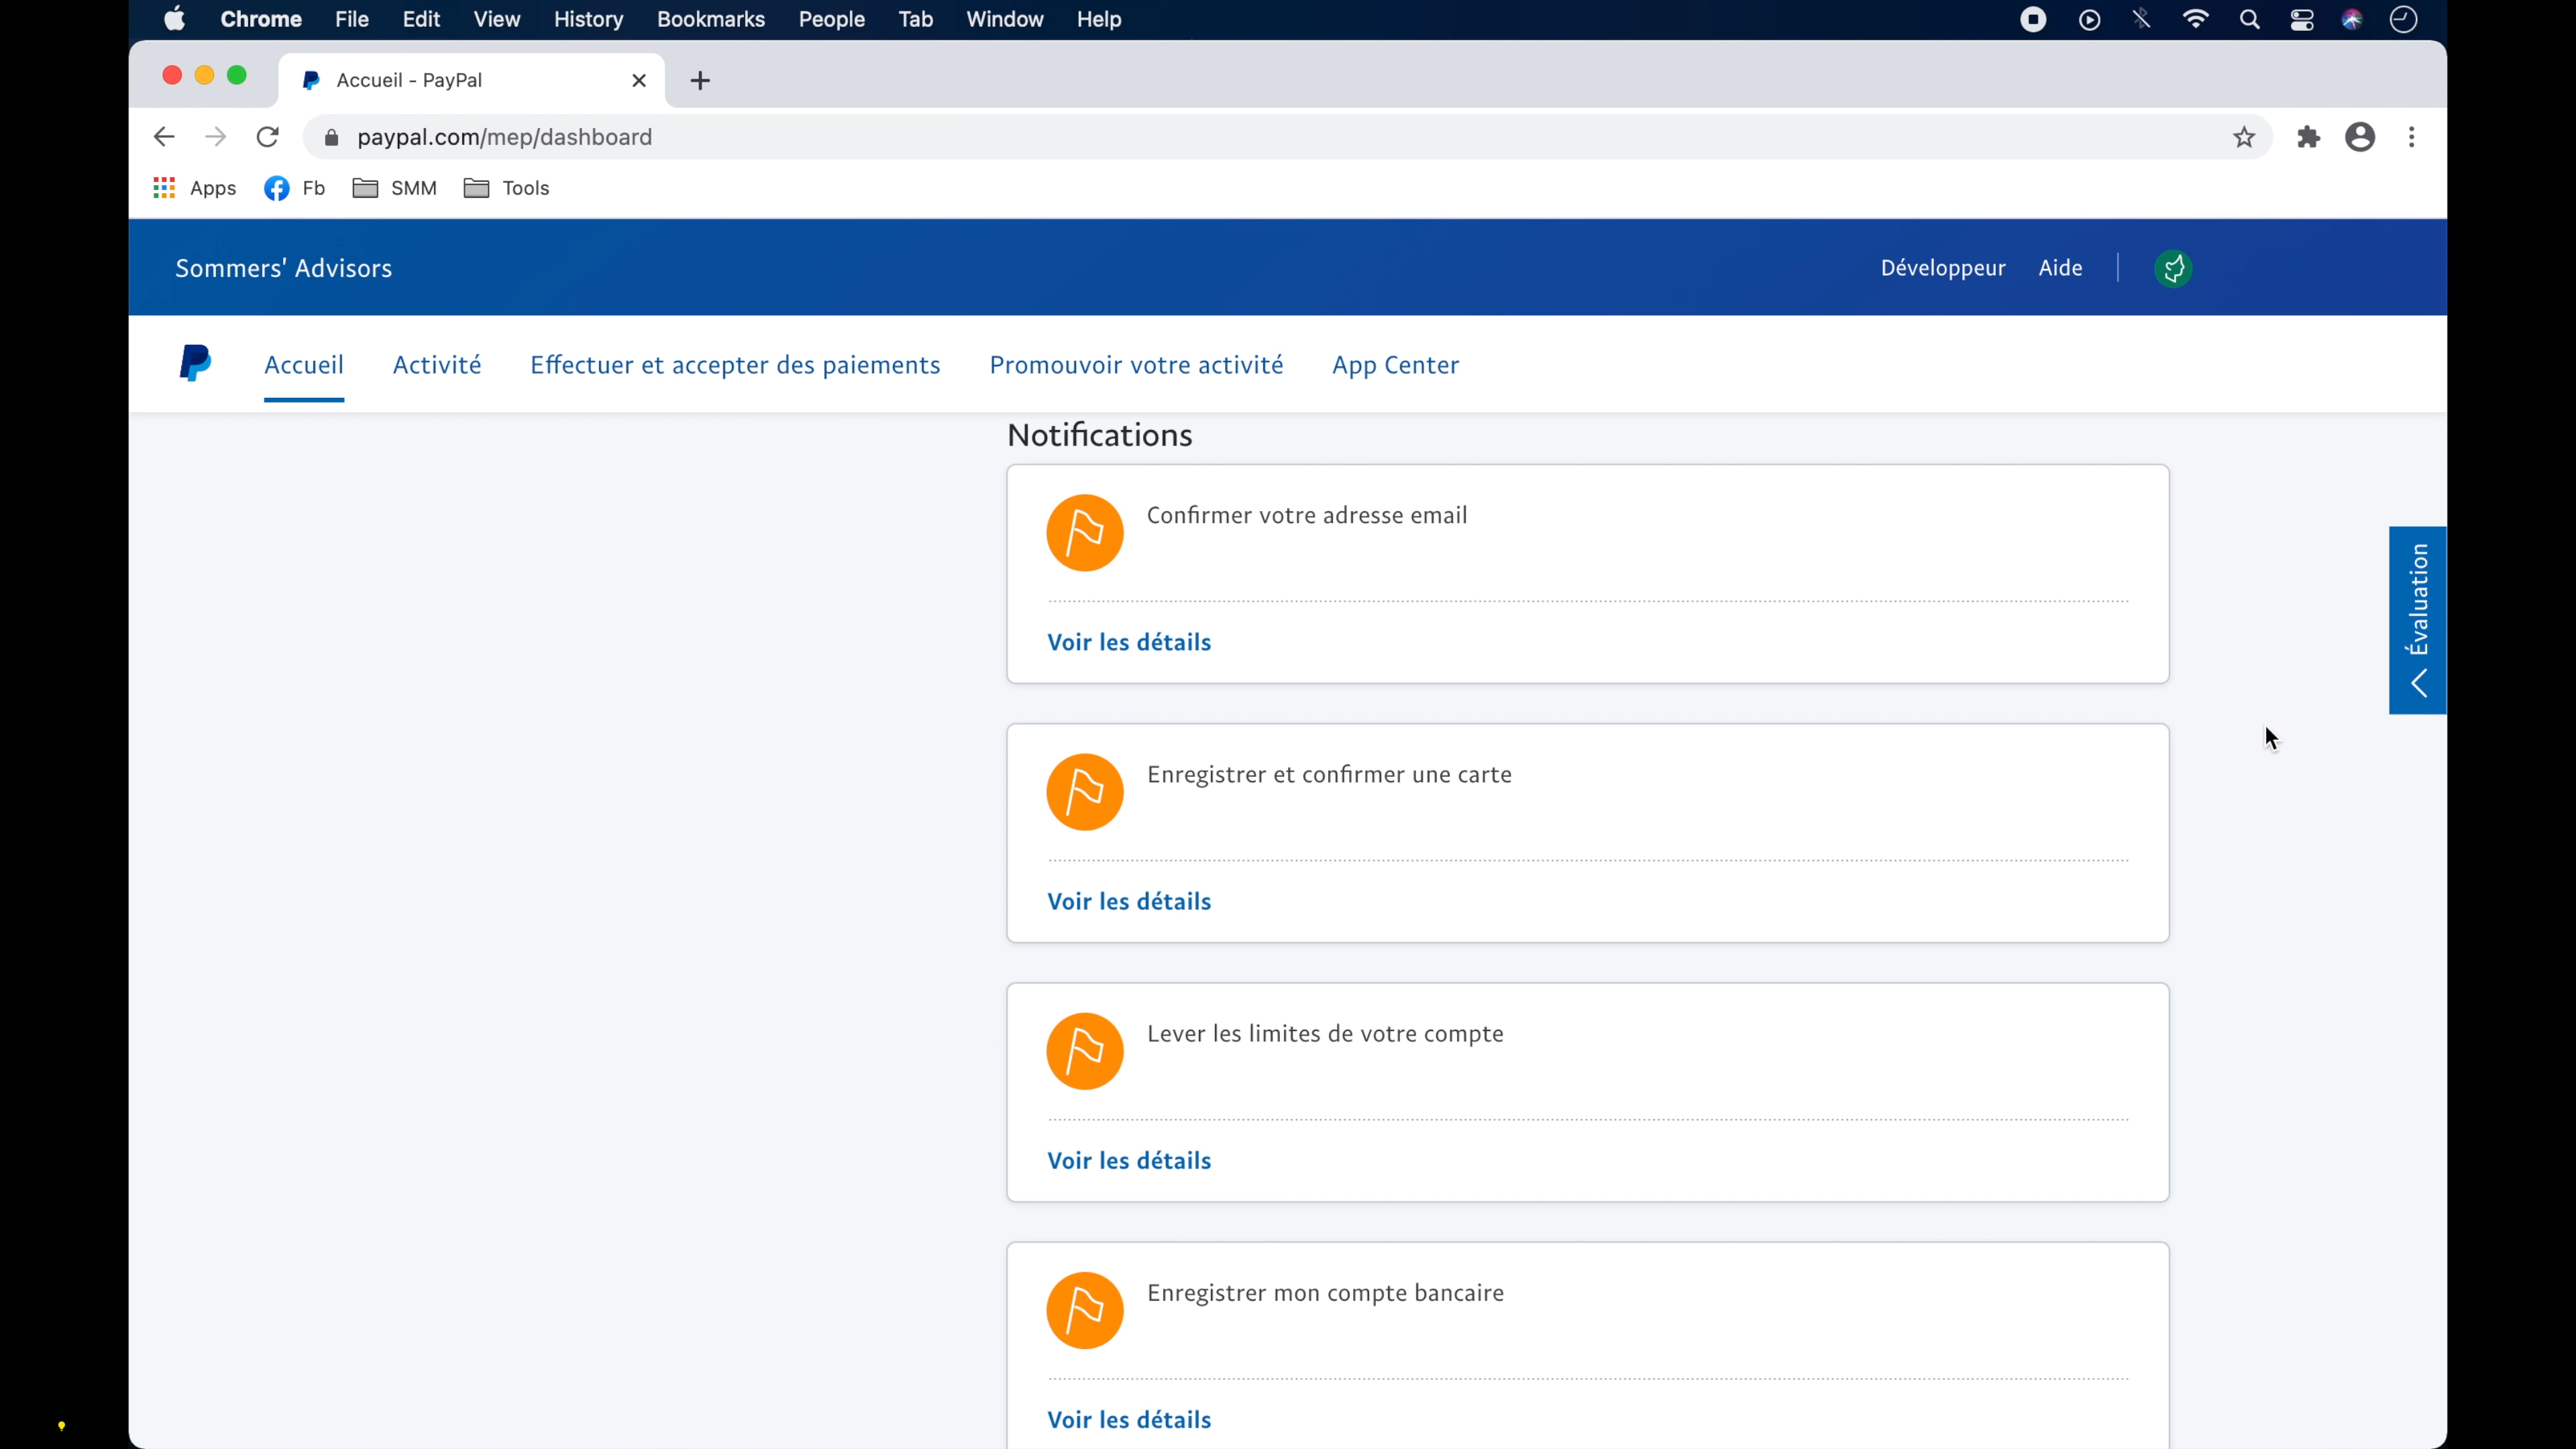 Chrome File Edit View History Bookmarks People Tab Window Help
Accueil - PayPal
paypal.com/mep/dashboard
Apps Fb SMM Tools
Sommers' Advisors Développeur Aide
Accueil Activité Effectuer et accepter des paiements Promouvoir votre activité App Center
Notifications
Confirmer votre adresse email
Voir les détails
Évaluation
Enregistrer et confirmer une carte
Voir les détails
Lever les limites de votre compte
Voir les détails
Enregistrer mon compte bancaire
Voir les détails